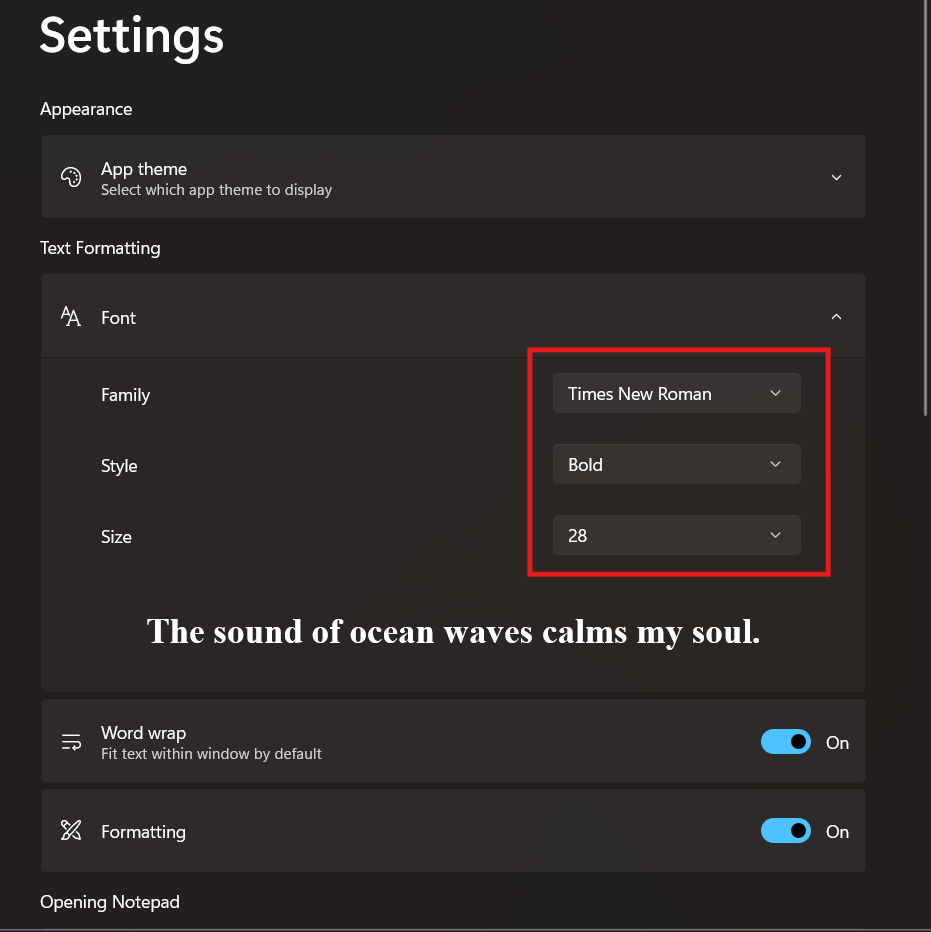 Settings
Appearance
App theme
Select which app theme to display
Text Formatting
Font
Family
Times New Roman
Style
Bold
Size
28
The sound of ocean waves calms my soul.
Word wrap
Fit text within window by default
On
Formatting
On
Opening Notepad